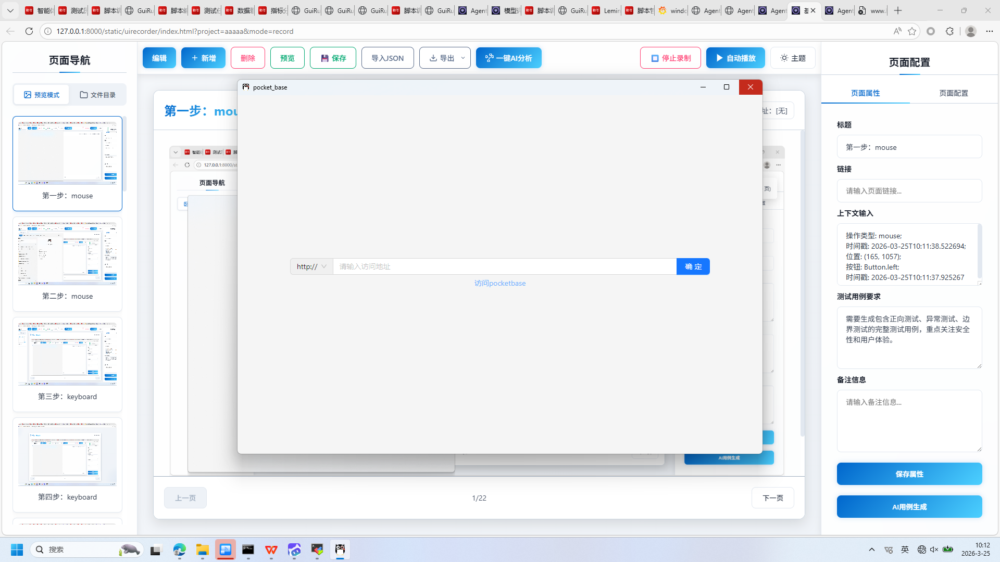 智能
测试
脚本
GuiRu
脚本
测试
数据
指标
GuiRu
GuiRu
GuiRu
脚本
GuiRu
Agent
模型
脚本
GuiRu
Lemin
脚本
windo
Agent
Agent
Agent
Agent
www.
127.0.0.1:8000/static/uirecorder/index.html?project=aaaaa&mode=record
页面导航
预览模式
文件目录
第一步：mouse
第二步：mouse
第三步：keyboard
第四步：keyboard
编辑
新增
删除
预览
保存
导入JSON
导出
一键AI分析
停止录制
自动播放
主题
第一步：mou
址：[无]
127.0.0.1:8000/st
页面导航
页)
AI用例生成
pocket_base
http://
请输入访问地址
确 定
访问pocketbase
上一页
1/22
下一页
页面配置
页面属性
页面配置
标题
第一步：mouse
链接
请输入页面链接...
上下文输入
操作类型: mouse;
时间戳: 2026-03-25T10:11:38.522694;
位置: (165, 1057);
按钮: Button.left;
时间戳: 2026-03-25T10:11:37.925267
测试用例要求
需要生成包含正向测试、异常测试、边
界测试的完整测试用例，重点关注安全
性和用户体验。
备注信息
请输入备注信息...
保存属性
AI用例生成
搜索
英
10:12
2026-3-25